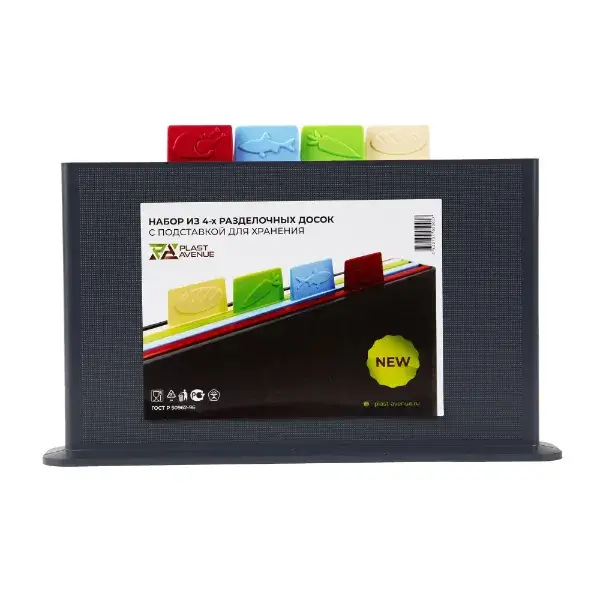 НАБОР ИЗ 4-х РАЗДЕЛОЧНЫХ ДОСОК
С ПОДСТАВКОЙ ДЛЯ ХРАНЕНИЯ
PLAST
AVENUE
NEW
ГОСТ Р 50962-96
plast-avenue.ru